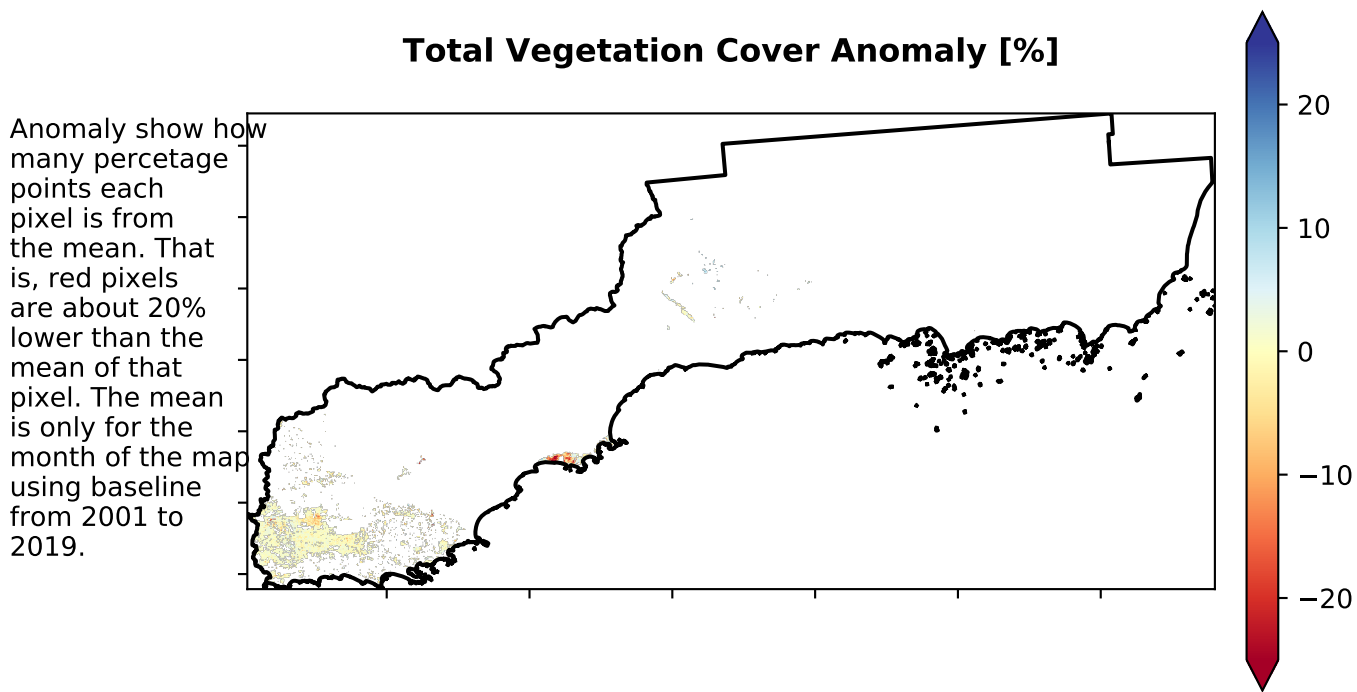 Total Vegetation Cover Anomaly [%]
Anomaly show how
many percetage
points each
pixel is from
the mean. That
is, red pixels
are about 20%
lower than the
mean of that
pixel. The mean
is only for the
month of the map
using baseline
from 2001 to
2019.
20
10
0
−10
−20